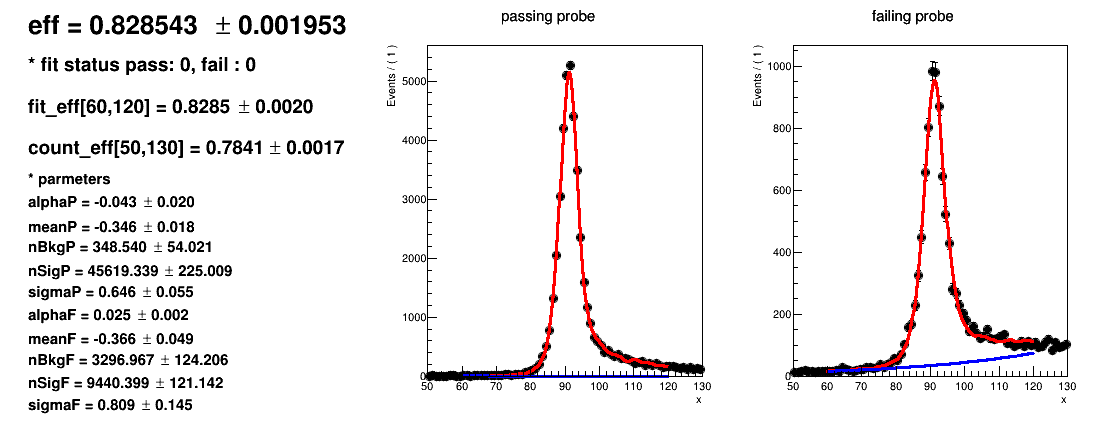 eff = 0.828543 ± 0.001953
* fit status pass: 0, fail : 0
fit_eff[60,120] = 0.8285 ± 0.0020
count_eff[50,130] = 0.7841 ± 0.0017
* parmeters
alphaP = -0.043 ± 0.020
meanP = -0.346 ± 0.018
nBkgP = 348.540 ± 54.021
nSigP = 45619.339 ± 225.009
sigmaP = 0.646 ± 0.055
alphaF = 0.025 ± 0.002
meanF = -0.366 ± 0.049
nBkgF = 3296.967 ± 124.206
nSigF = 9440.399 ± 121.142
sigmaF = 0.809 ± 0.145
passing probe
Events / ( 1 )
5000
4000
3000
2000
1000
0
50 60 70 80 90 100 110 120 130
x
failing probe
Events / ( 1 )
1000
800
600
400
200
0
50 60 70 80 90 100 110 120 130
x